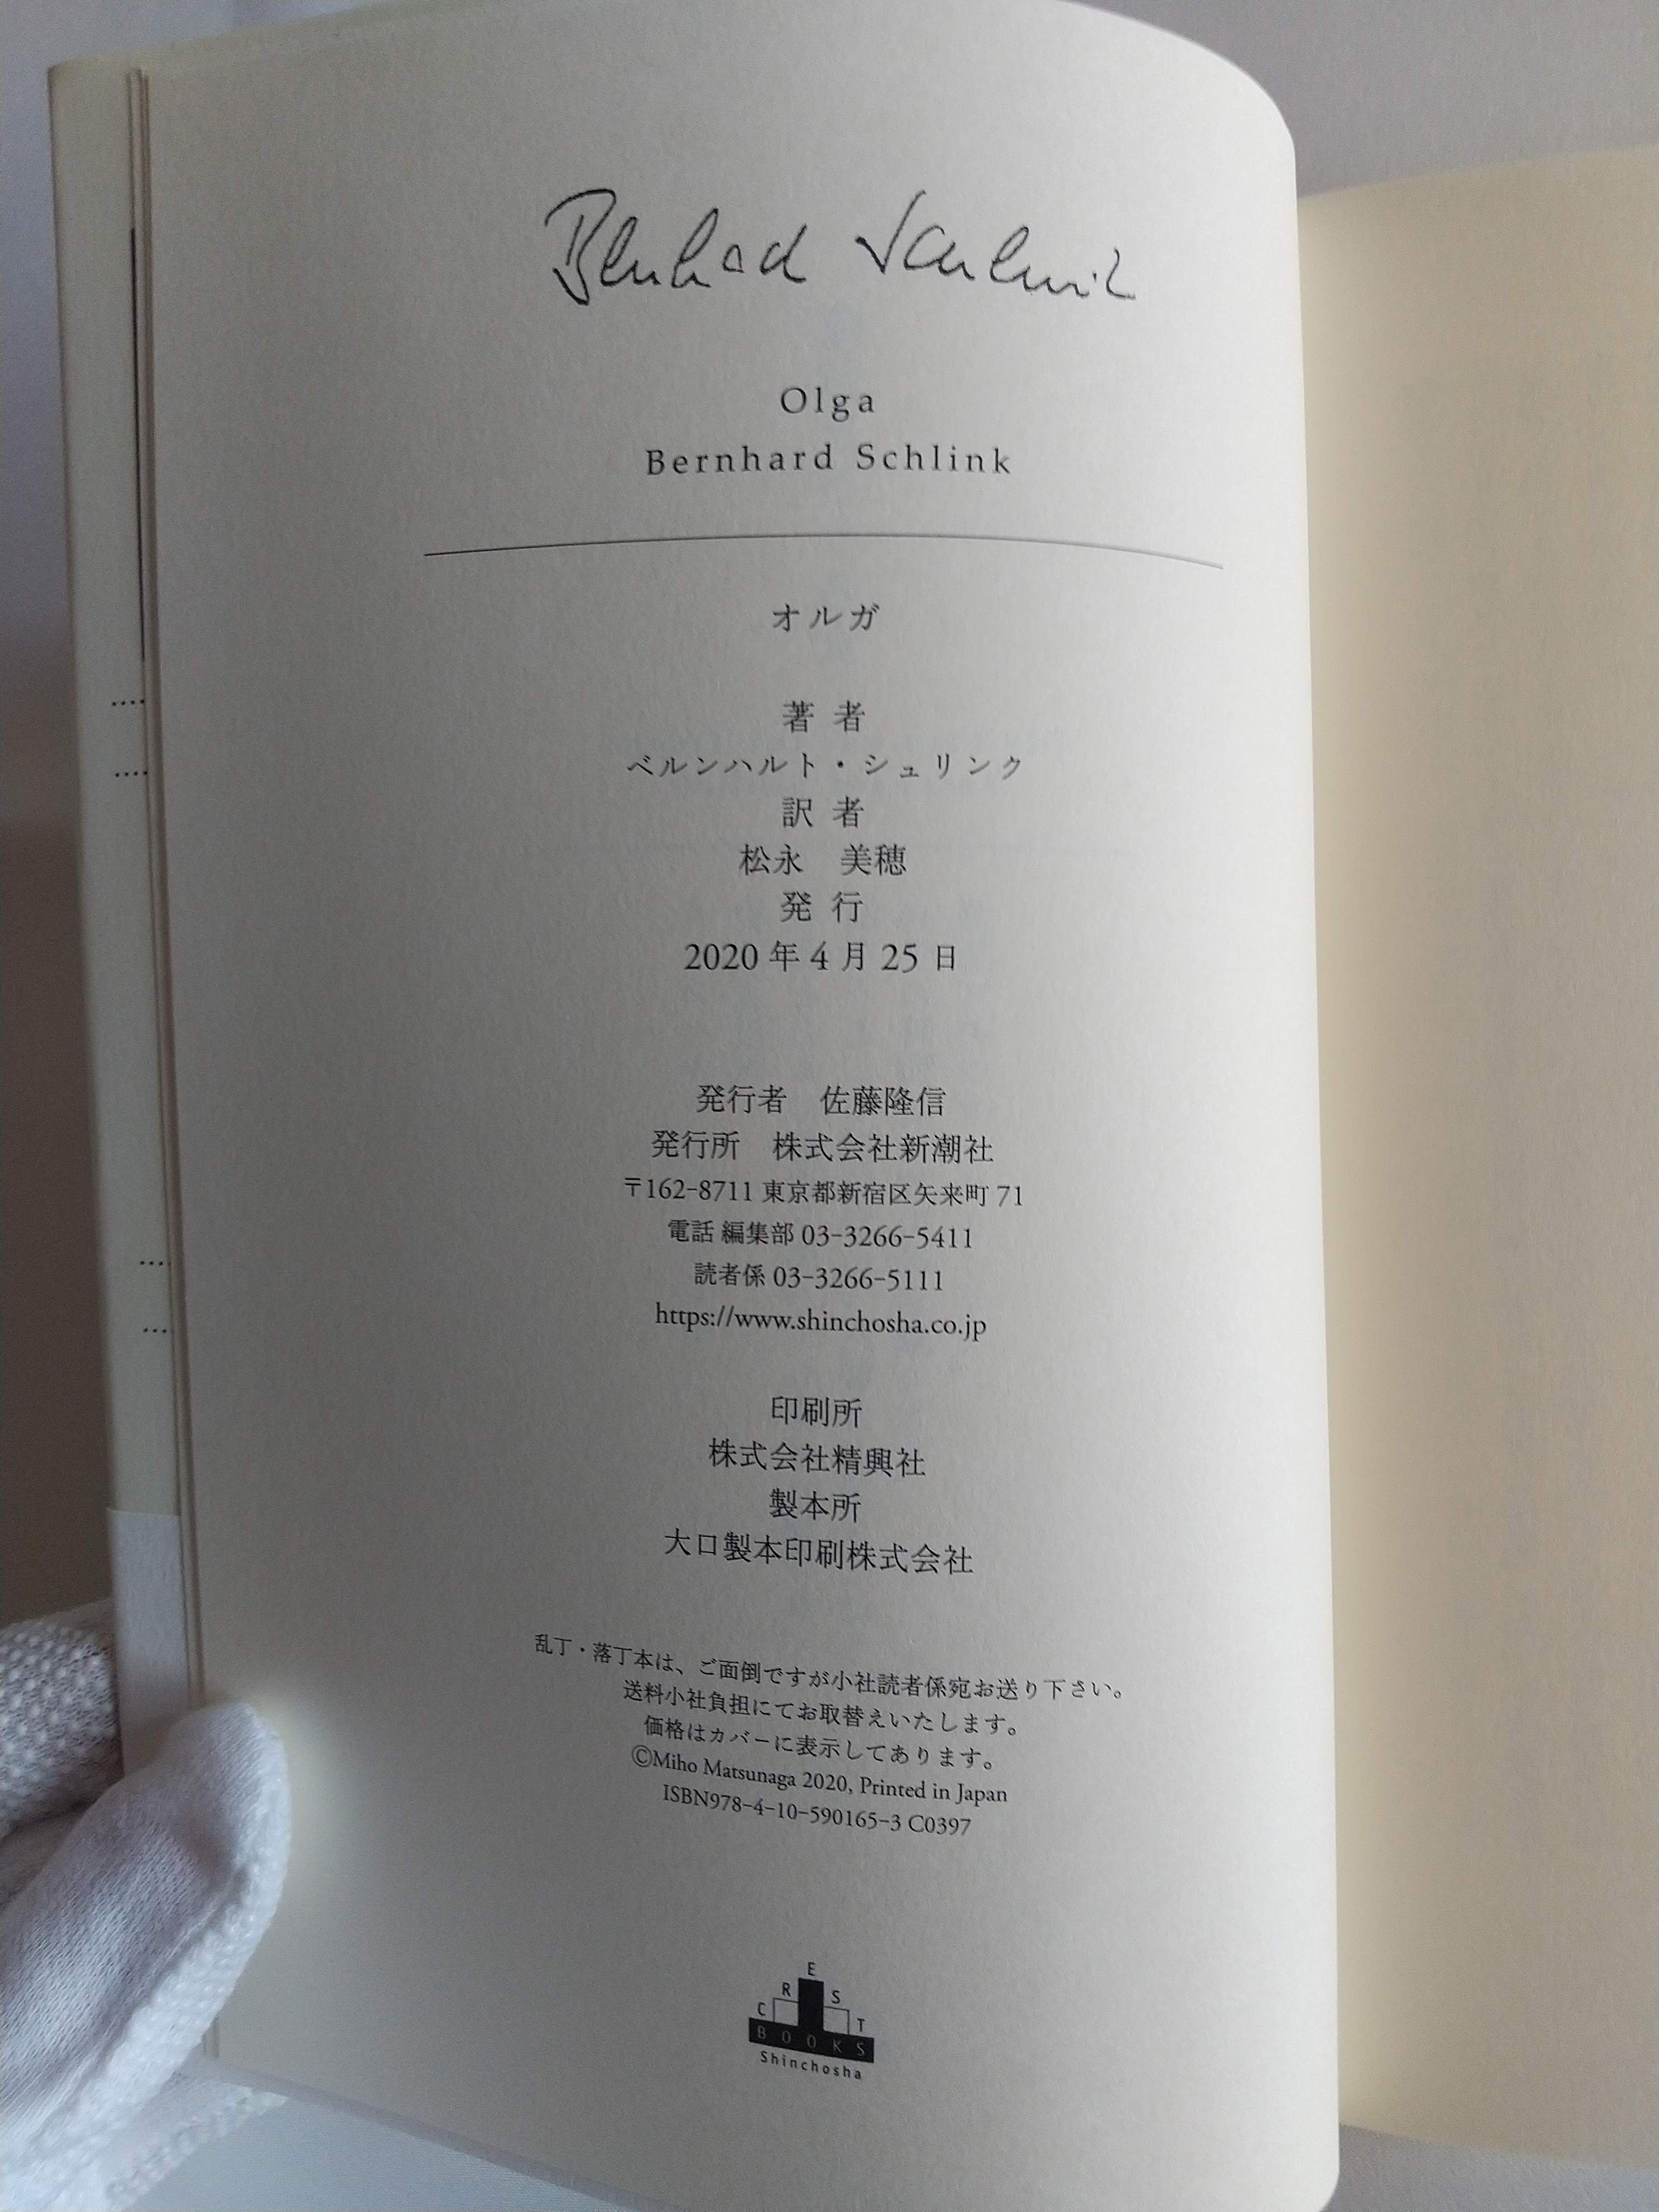 Bernhard Schlink
Olga
Bernhard Schlink
オルガ
著者
ベルンハルト・シュリンク
訳者
松永 美穂
発行
2020年4月25日
発行者 佐藤隆信
発行所 株式会社新潮社
〒162-8711 東京都新宿区矢来町 71
電話 編集部 03-3266-5411
読者係 03-3266-5111
https://www.shinchosha.co.jp
印刷所
株式会社精興社
製本所
大口製本印刷株式会社
乱丁・落丁本は、ご面倒ですが小社読者係宛お送り下さい。
送料小社負担にてお取替えいたします。
価格はカバーに表示してあります。
©Miho Matsunaga 2020, Printed in Japan
ISBN978-4-10-590165-3 C0397
CREST
BOOKS
Shinchosha